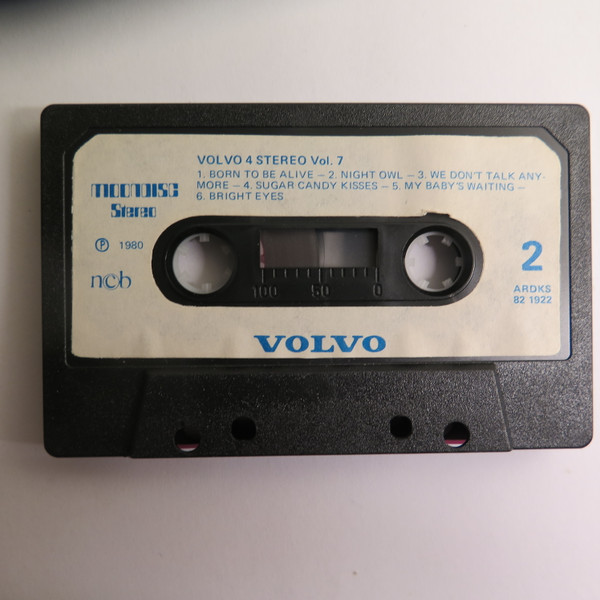 VOLVO 4 STEREO Vol. 7
1. BORN TO BE ALIVE – 2. NIGHT OWL – 3. WE DON'T TALK ANY-
MORE – 4. SUGAR CANDY KISSES – 5. MY BABY'S WAITING –
6. BRIGHT EYES
MOONDISC
Stereo
℗ 1980
ncb
100 50 0
2
ARDKS
82 1922
VOLVO